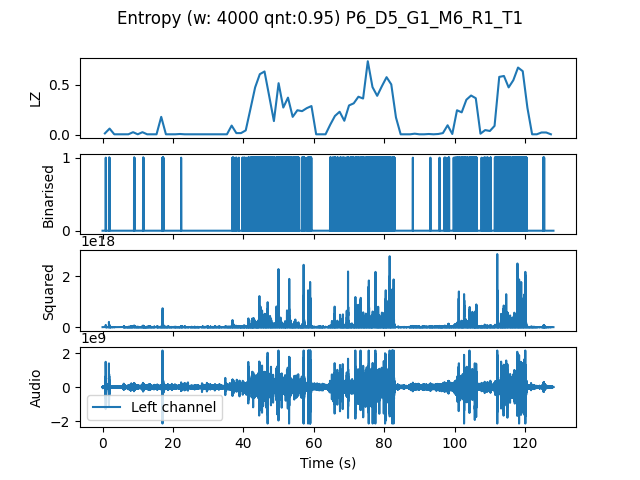 Entropy (w: 4000 qnt:0.95) P6_D5_G1_M6_R1_T1
LZ
0.5
0.0
Binarised
1
0
1e18
Squared
2
0
1e9
Audio
2
0
−2
Left channel
0 20 40 60 80 100 120
Time (s)